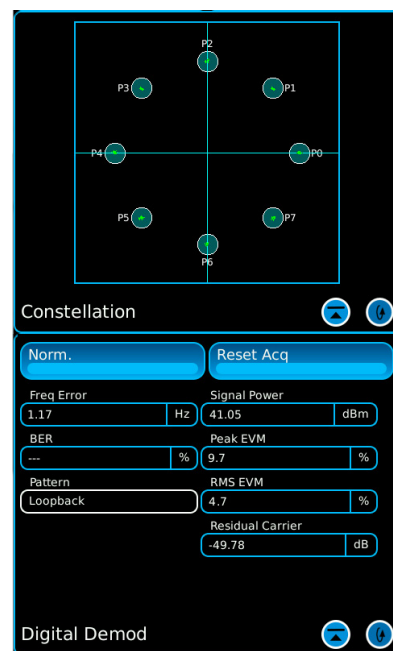 P2
P3
P1
P4
P0
P5
P7
P6
Constellation
Norm.
Reset Acq
Freq Error
Signal Power
1.17 Hz
41.05 dBm
BER
Peak EVM
--- %
9.7 %
Pattern
RMS EVM
Loopback
4.7 %
Residual Carrier
-49.78 dB
Digital Demod